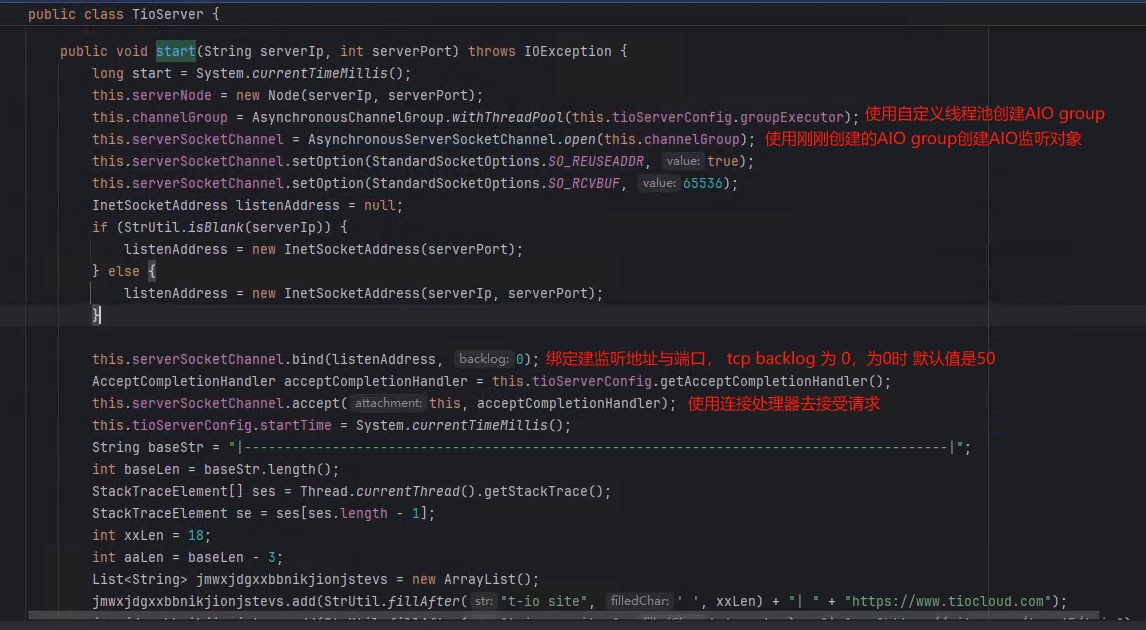 public class TioServer {
public void start(String serverIp, int serverPort) throws IOException {
long start = System.currentTimeMillis();
this.serverNode = new Node(serverIp, serverPort);
this.channelGroup = AsynchronousChannelGroup.withThreadPool(this.tioServerConfig.groupExecutor); 使用自定义线程池创建AIO group
this.serverSocketChannel = AsynchronousServerSocketChannel.open(this.channelGroup); 使用刚刚创建的AIO group创建AIO监听对象
this.serverSocketChannel.setOption(StandardSocketOptions.SO_REUSEADDR, value: true);
this.serverSocketChannel.setOption(StandardSocketOptions.SO_RCVBUF, value: 65536);
InetSocketAddress listenAddress = null;
if (StrUtil.isBlank(serverIp)) {
listenAddress = new InetSocketAddress(serverPort);
} else {
listenAddress = new InetSocketAddress(serverIp, serverPort);
}
this.serverSocketChannel.bind(listenAddress, backlog: 0); 绑定建监听地址与端口， tcp backlog 为 0，为0时 默认值是50
AcceptCompletionHandler acceptCompletionHandler = this.tioServerConfig.getAcceptCompletionHandler();
this.serverSocketChannel.accept( attachment: this, acceptCompletionHandler); 使用连接处理器去接受请求
this.tioServerConfig.startTime = System.currentTimeMillis();
String baseStr = "|----------------------------------------------------------------------------------------|";
int baseLen = baseStr.length();
StackTraceElement[] ses = Thread.currentThread().getStackTrace();
StackTraceElement se = ses[ses.length - 1];
int xxLen = 18;
int aaLen = baseLen - 3;
List<String> jmwxjdgxxbbnikjionjstevs = new ArrayList();
jmwxjdgxxbbnikjionjstevs.add(StrUtil.fillAfter( str: "t-io site", filledChar: ' ', xxLen) + "| " + "https://www.tiocloud.com");